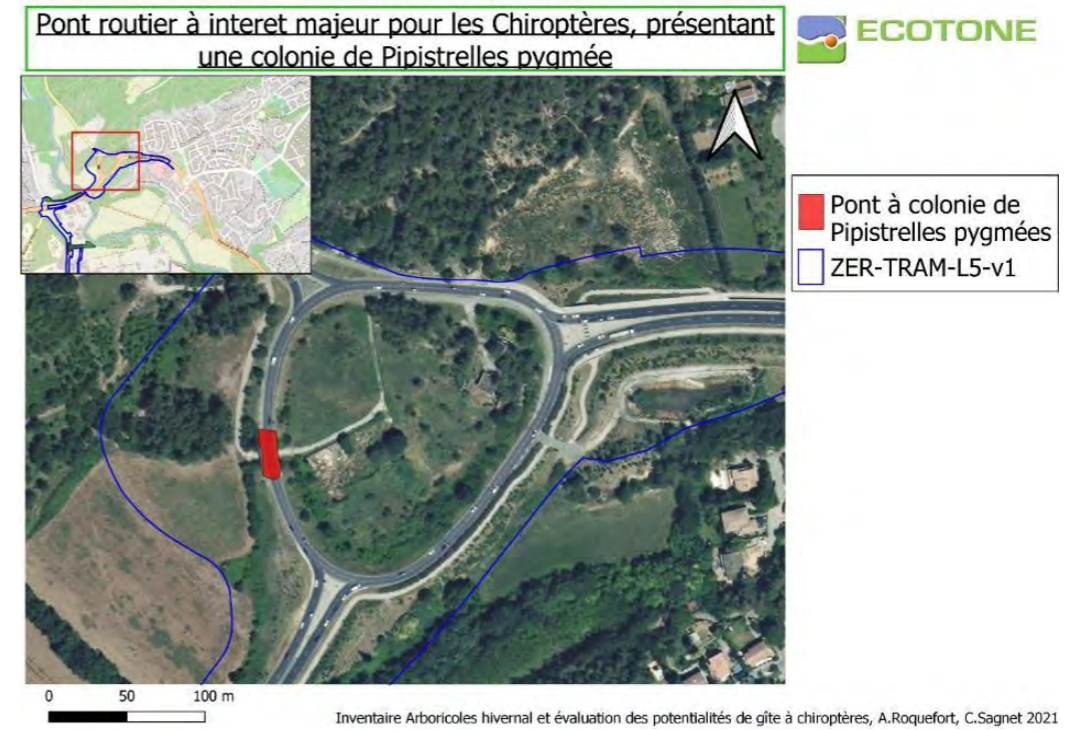 Pont routier à interet majeur pour les Chiroptères, présentant
une colonie de Pipistrelles pygmée
ECOTONE
Pont à colonie de
Pipistrelles pygmées
ZER-TRAM-L5-v1
0 50 100 m
Inventaire Arboricoles hivernal et évaluation des potentialités de gîte à chiroptères, A.Roquefort, C.Sagnet 2021